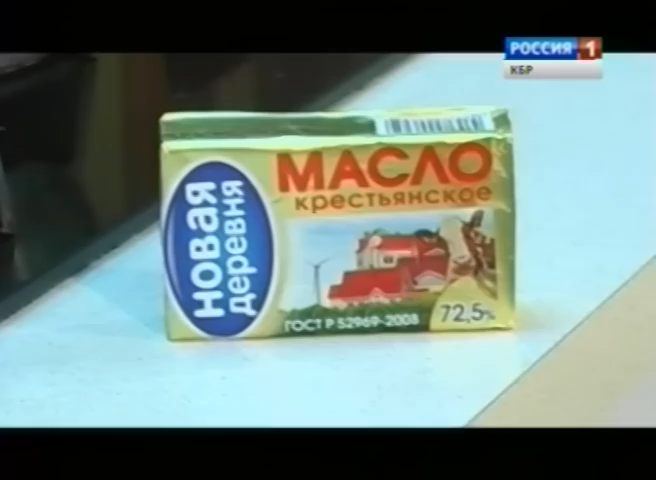 РОССИЯ 1
КБР
МАСЛО
крестьянское
новая
деревня
ГОСТ Р 52969-2008
72,5%